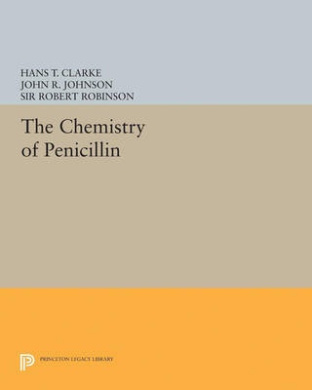 HANS T. CLARKE
JOHN R. JOHNSON
SIR ROBERT ROBINSON
The Chemistry
of Penicillin
P
PRINCETON LEGACY LIBRARY